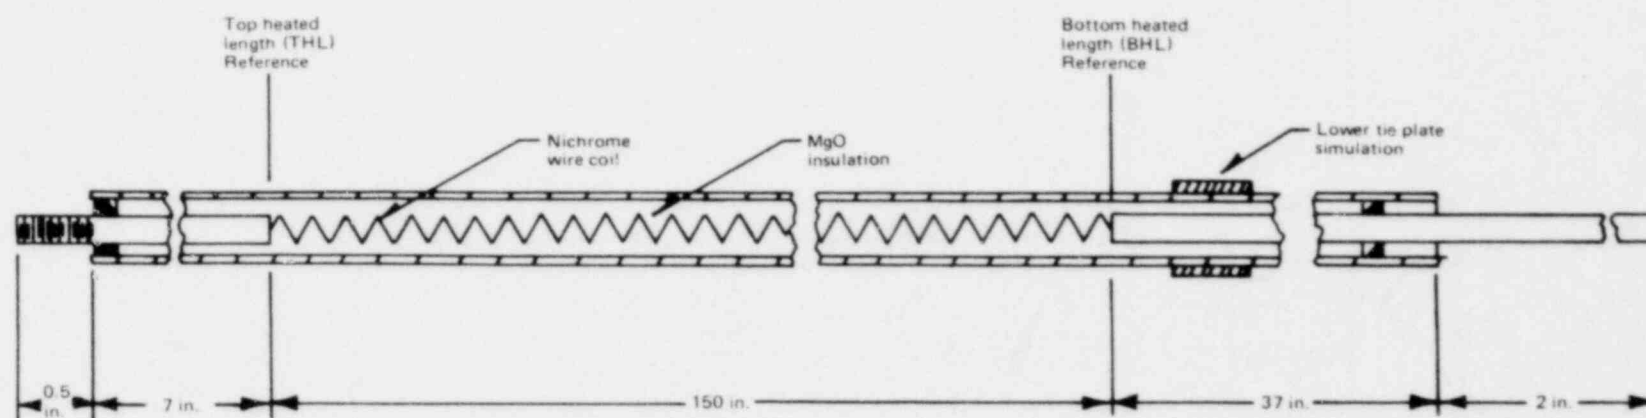 Top heated
length (THL)
Reference
Bottom heated
length (BHL)
Reference
Nichrome
wire coil
MgO
insulation
Lower tie plate
simulation
0.5
in.
7 in.
150 in.
37 in.
2 in.